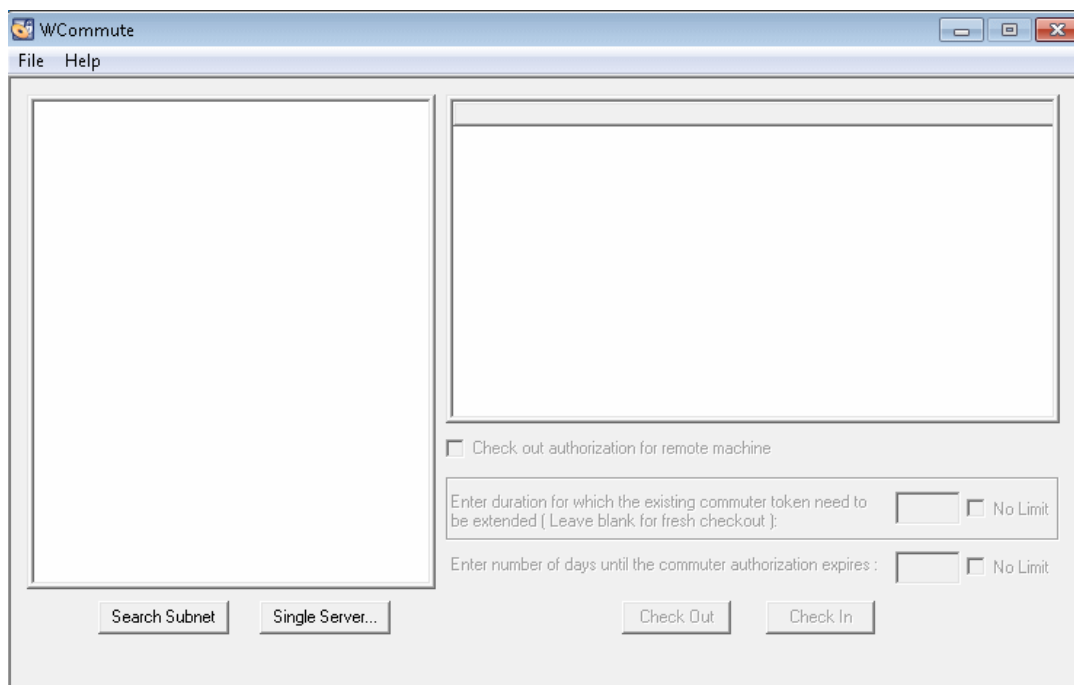 WCommute
File Help
Check out authorization for remote machine
Enter duration for which the existing commuter token need to
be extended ( Leave blank for fresh checkout ):
No Limit
Enter number of days until the commuter authorization expires :
No Limit
Search Subnet
Single Server...
Check Out
Check In